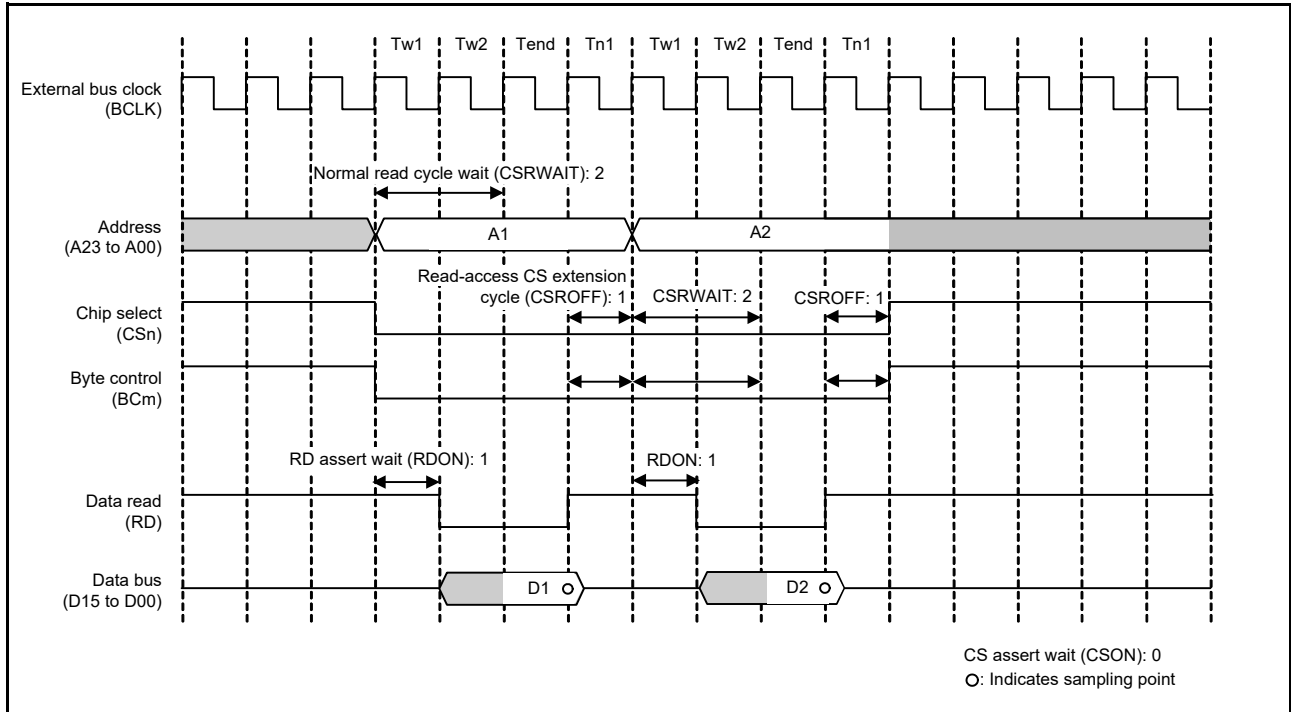 Tw1 Tw2 Tend Tn1 Tw1 Tw2 Tend Tn1
External bus clock
(BCLK)
Normal read cycle wait (CSRWAIT): 2
Address
(A23 to A00)
A1 A2
Read-access CS extension
cycle (CSROFF): 1 CSRWAIT: 2 CSROFF: 1
Chip select
(CSn)
Byte control
(BCm)
RD assert wait (RDON): 1 RDON: 1
Data read
(RD)
Data bus
(D15 to D00)
D1 D2
CS assert wait (CSON): 0
: Indicates sampling point